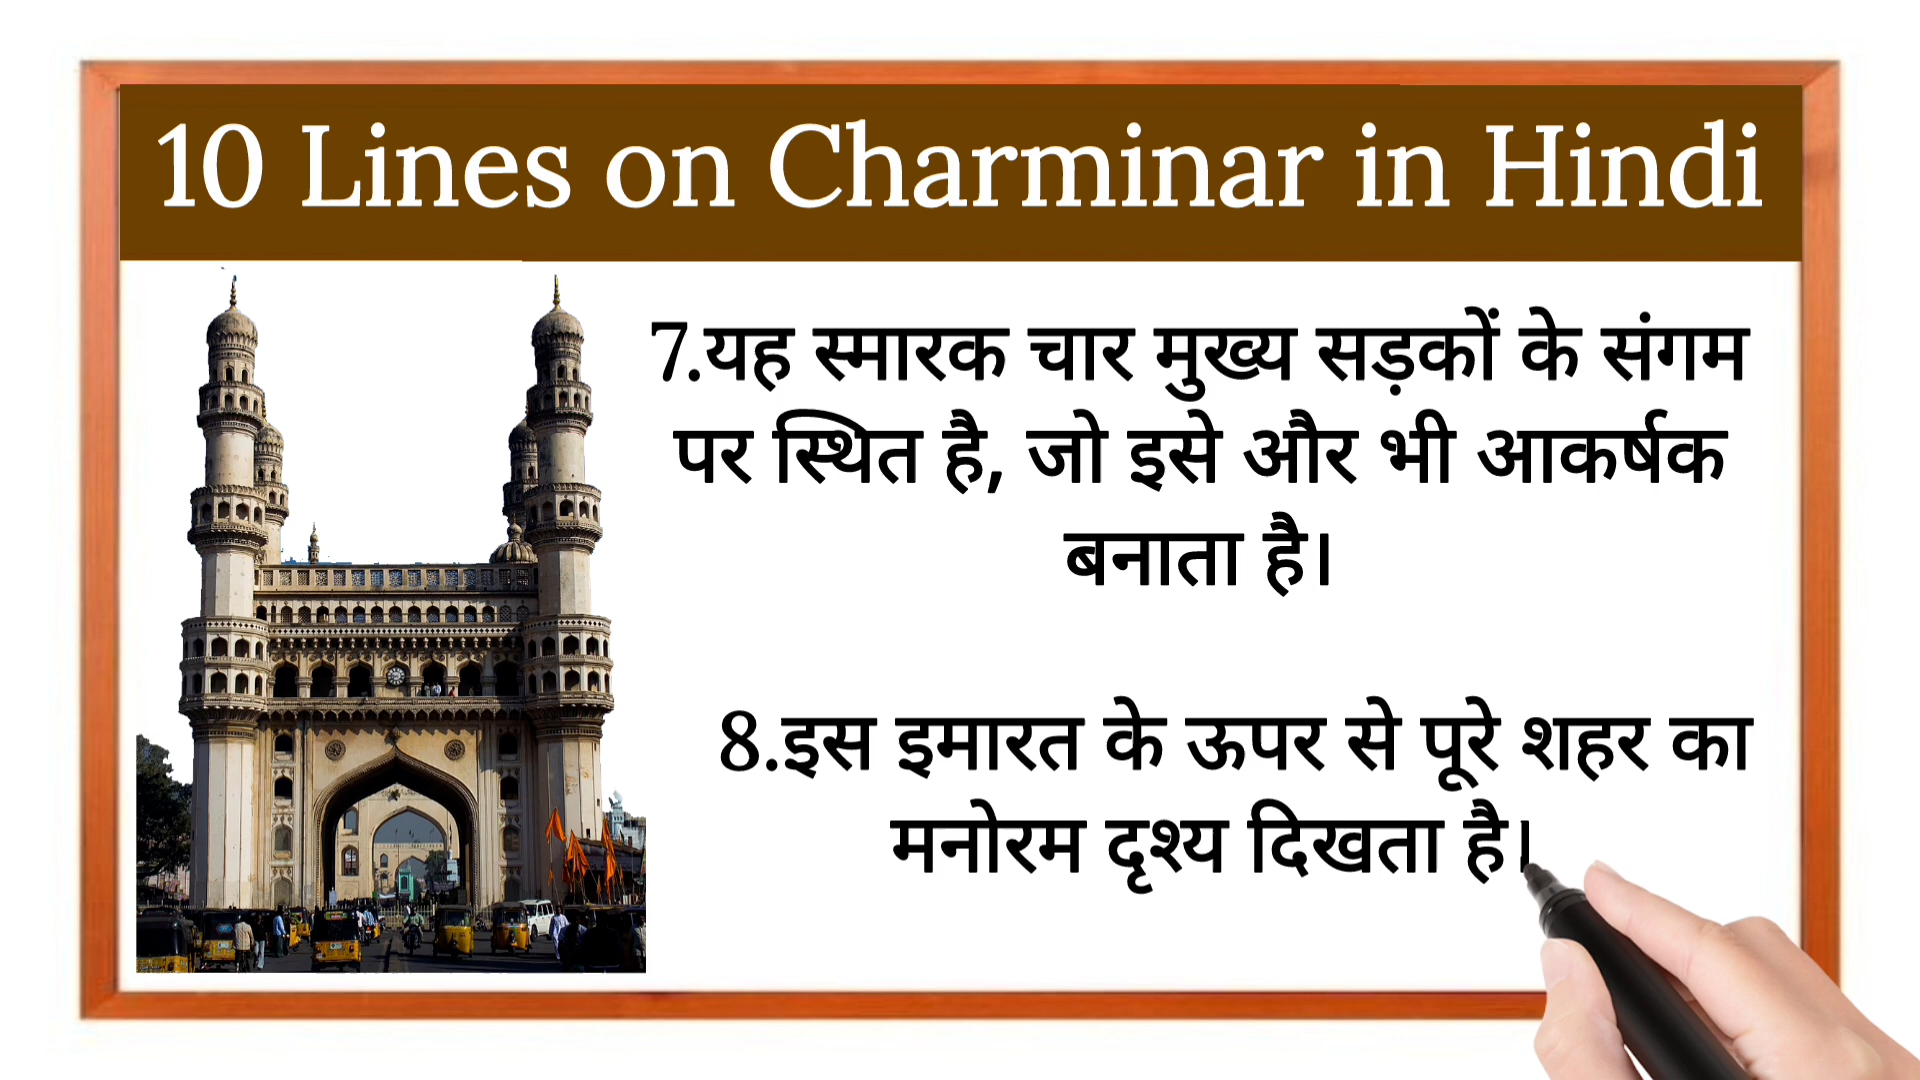 10 Lines on Charminar in Hindi
7.यह स्मारक चार मुख्य सड़कों के संगम
पर स्थित है, जो इसे और भी आकर्षक
बनाता है।
8.इस इमारत के ऊपर से पूरे शहर का
मनोरम दृश्य दिखता है।